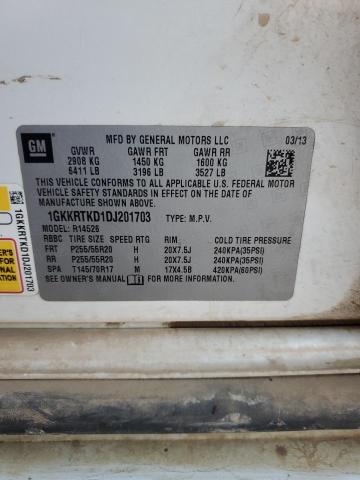 GM
MFD BY GENERAL MOTORS LLC
03/13
GVWR GAWR FRT GAWR RR
2908 KG 1450 KG 1600 KG
6411 LB 3196 LB 3527 LB
THIS VEHICLE CONFORMS TO ALL APPLICABLE U.S. FEDERAL MOTOR
VEHICLE SAFETY STANDARDS IN EFFECT ON THE DATE OF
MANUFACTURE SHOWN ABOVE.
1GKKRTKD1DJ201703 TYPE: M.P.V.
MODEL: R14526
RBBC TIRE SIZE SPEED RTG RIM COLD TIRE PRESSURE
FRT P255/55R20 H 20X7.5J 240KPA(35PSI)
RR P255/55R20 H 20X7.5J 240KPA(35PSI)
SPA T145/70R17 M 17X4.5B 420KPA(60PSI)
SEE OWNER'S MANUAL FOR MORE INFORMATION.
1GKKRTKD1DJ201703